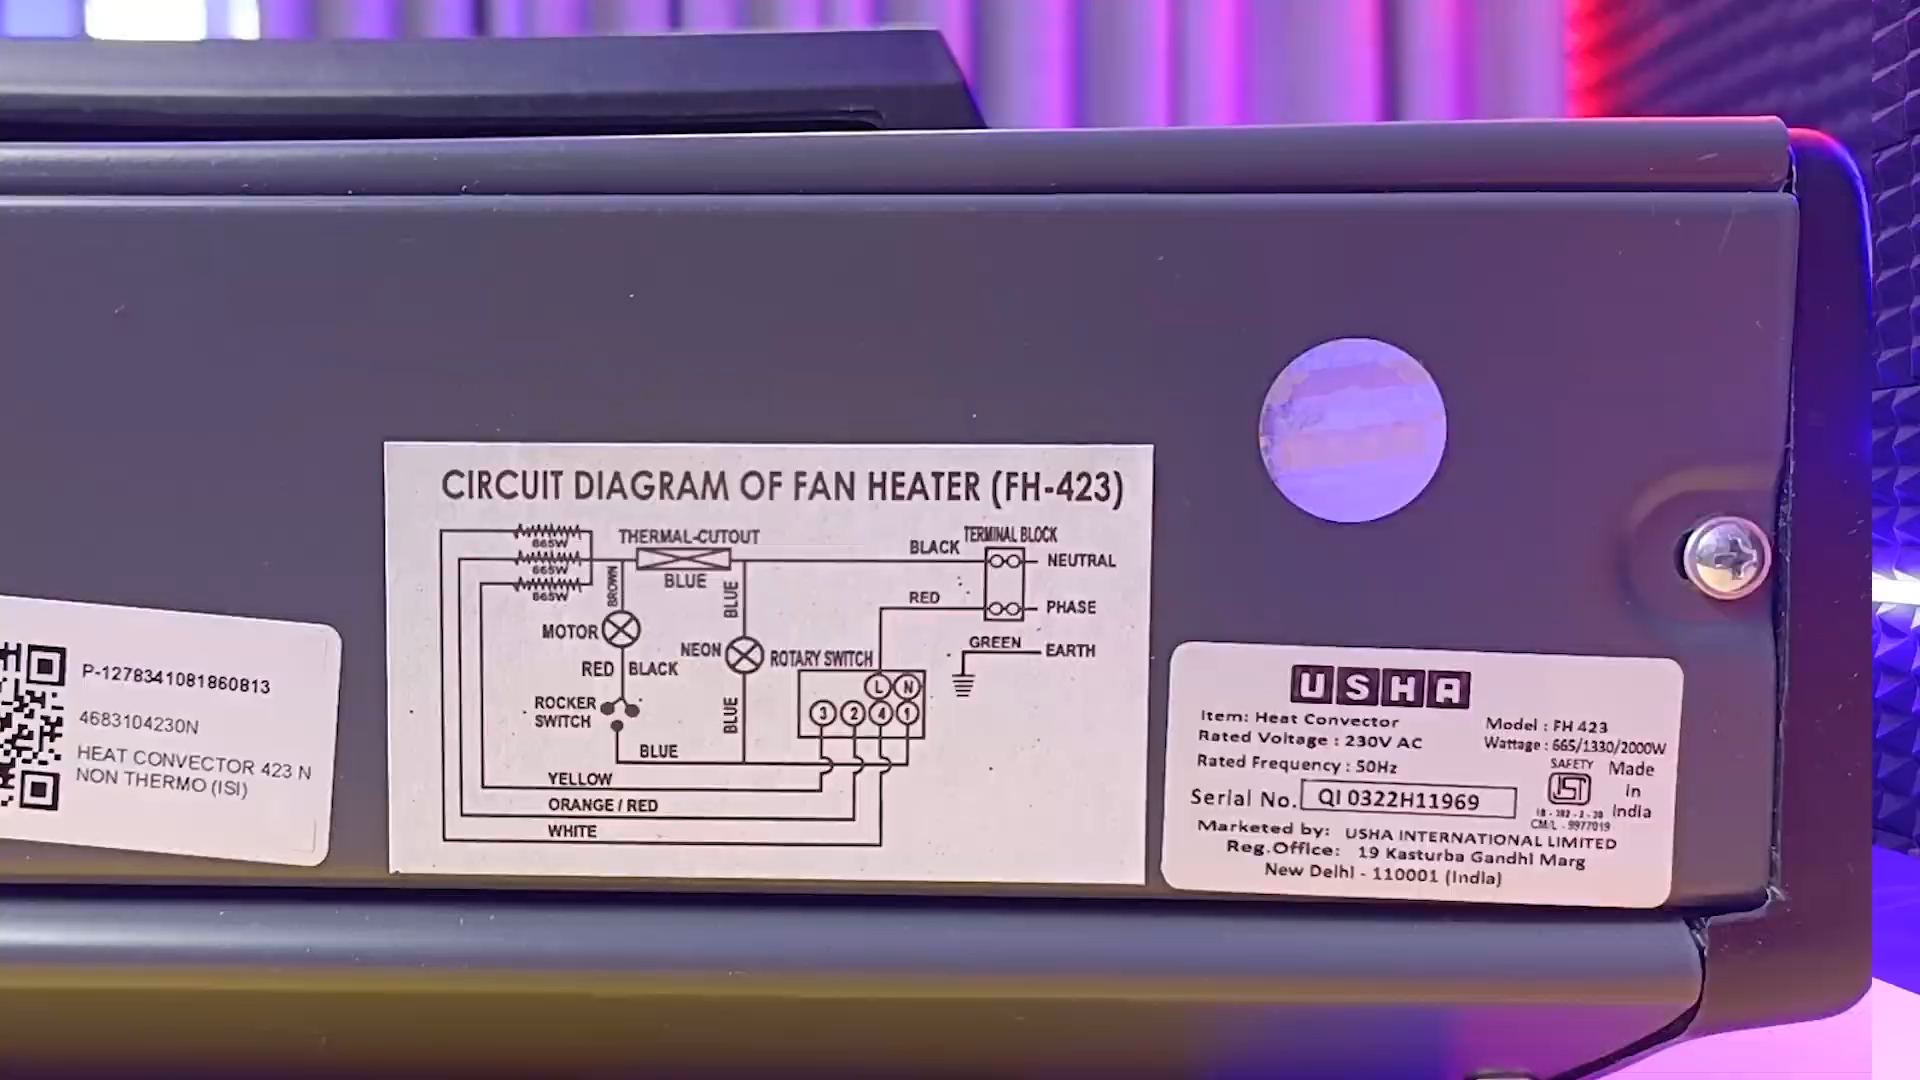 P-1278341081860813
4683104230N
HEAT CONVECTOR 423 N
NON THERMO (ISI)
CIRCUIT DIAGRAM OF FAN HEATER (FH-423)
665W
665W
665W
THERMAL-CUTOUT
BLUE
BLACK
TERMINAL BLOCK
NEUTRAL
BROWN
BLUE
RED
PHASE
MOTOR
NEON
ROTARY SWITCH
GREEN
EARTH
RED BLACK
L N
ROCKER
SWITCH
3 2 4 1
BLUE
BLUE
YELLOW
ORANGE / RED
WHITE
USHA
Item: Heat Convector
Model : FH 423
Rated Voltage : 230V AC
Wattage : 665/1330/2000W
Rated Frequency : 50Hz
SAFETY
Made
in
India
Serial No. QI 0322H11969
CM/L - 9977019
Marketed by: USHA INTERNATIONAL LIMITED
Reg.Office: 19 Kasturba Gandhi Marg
New Delhi - 110001 (India)